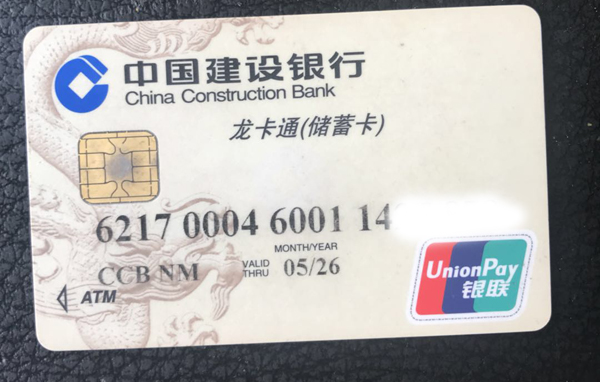 中国建设银行
China Construction Bank
龙卡通(储蓄卡)
6217 0004 6001 14
MONTH/YEAR
CCB NM VALID THRU 05/26
ATM
UnionPay
银联